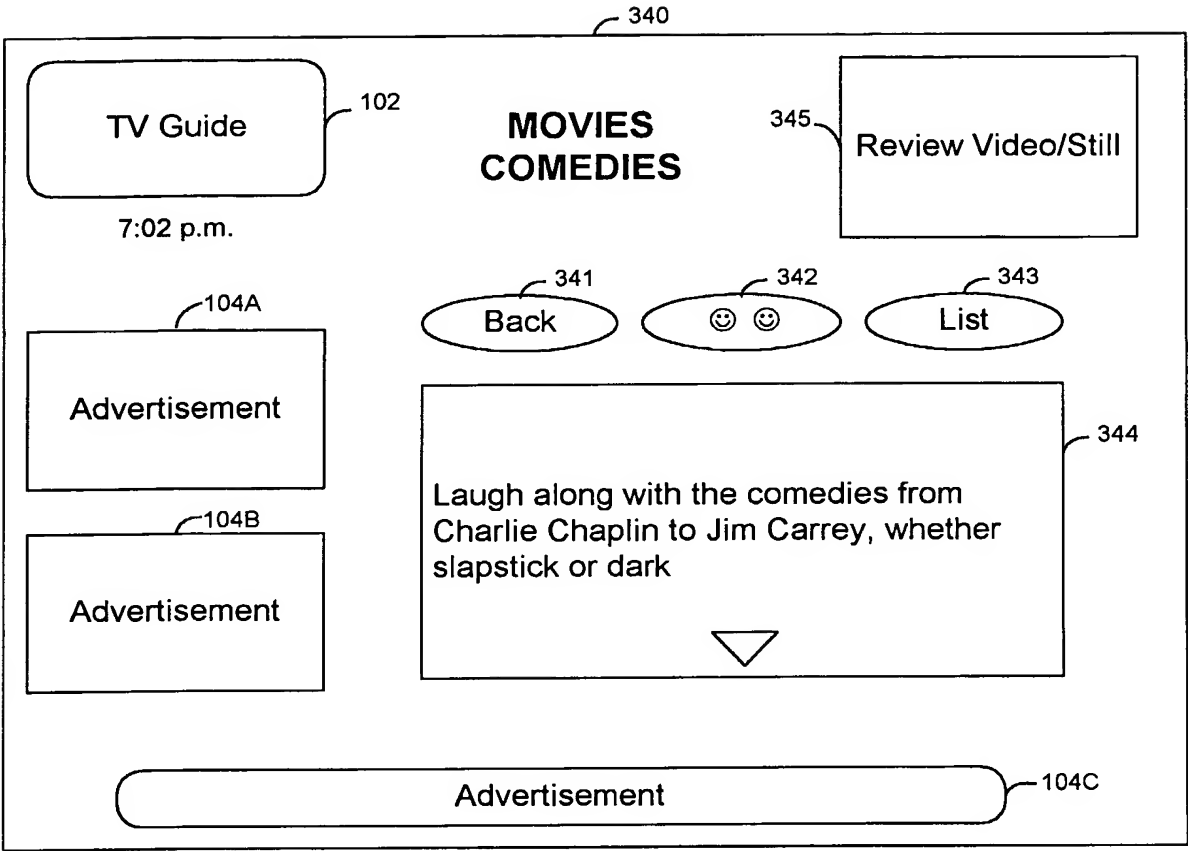 340
TV Guide
102
MOVIES
COMEDIES
345
Review Video/Still
7:02 p.m.
341
342
343
Back
☺ ☺
List
104A
Advertisement
344
Laugh along with the comedies from
Charlie Chaplin to Jim Carrey, whether
slapstick or dark
104B
Advertisement
Advertisement
104C